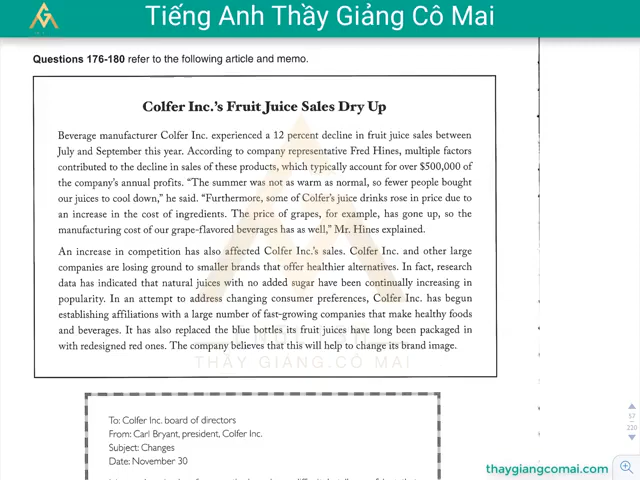 Tiếng Anh Thầy Giảng Cô Mai
Questions 176-180 refer to the following article and memo.
Colfer Inc.'s Fruit Juice Sales Dry Up
Beverage manufacturer Colfer Inc. experienced a 12 percent decline in fruit juice sales between
July and September this year. According to company representative Fred Hines, multiple factors
contributed to the decline in sales of these products, which typically account for over $500,000 of
the company's annual profits. "The summer was not as warm as normal, so fewer people bought
our juices to cool down," he said. "Furthermore, some of Colfer's juice drinks rose in price due to
an increase in the cost of ingredients. The price of grapes, for example, has gone up, so the
manufacturing cost of our grape-flavored beverages has as well," Mr. Hines explained.
An increase in competition has also affected Colfer Inc.'s sales. Colfer Inc. and other large
companies are losing ground to smaller brands that offer healthier alternatives. In fact, research
data has indicated that natural juices with no added sugar have been continually increasing in
popularity. In an attempt to address changing consumer preferences, Colfer Inc. has begun
establishing affiliations with a large number of fast-growing companies that make healthy foods
and beverages. It has also replaced the blue bottles its fruit juices have long been packaged in
with redesigned red ones. The company believes that this will help to change its brand image.
THẦY GIẢNG.CÔ MAI
To: Colfer Inc. board of directors
From: Carl Bryant, president, Colfer Inc.
Subject: Changes
Date: November 30
57
220
thaygiangcomai.com